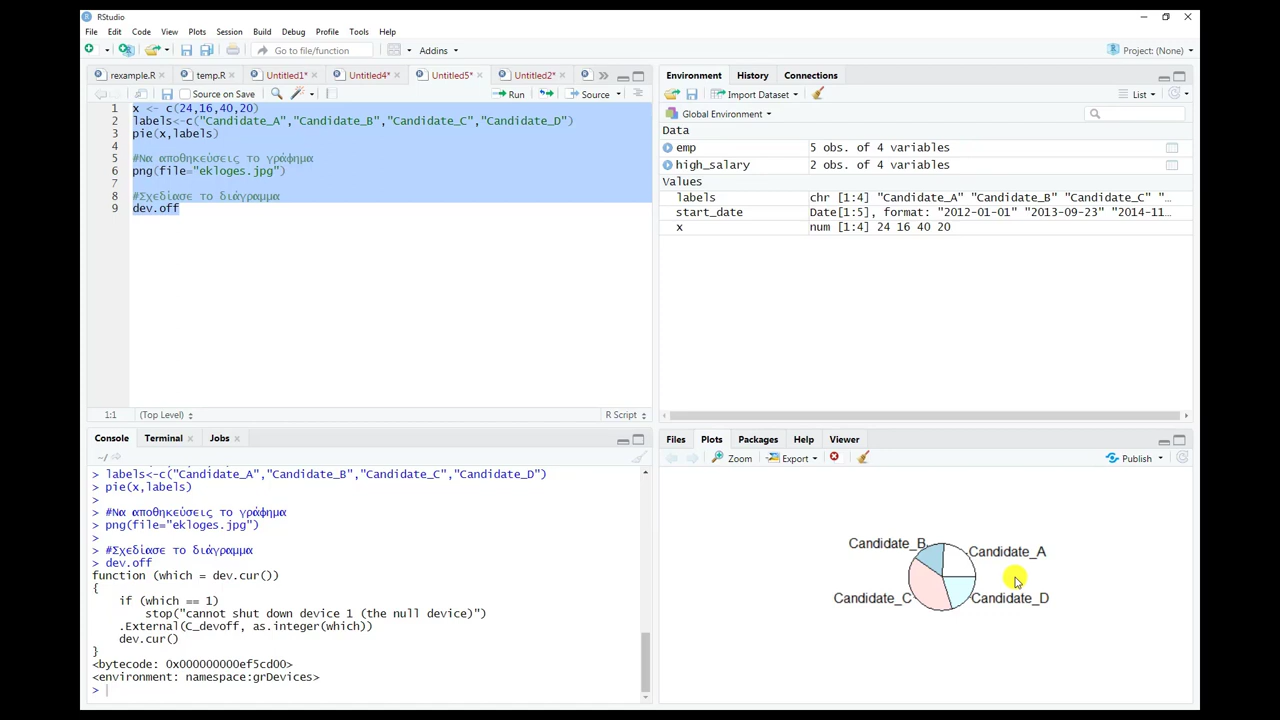 RStudio
File Edit Code View Plots Session Build Debug Profile Tools Help
Go to file/function Addins Project: (None)
rexample.R temp.R Untitled1* Untitled4* Untitled5* Untitled2*
Source on Save Run Source
1 x <- c(24,16,40,20)
2 labels<-c("Candidate_A","Candidate_B","Candidate_C","Candidate_D")
3 pie(x,labels)
4
5 #Να αποθηκεύσεις το γράφημα
6 png(file="ekloges.jpg")
7
8 #Σχεδίασε το διάγραμμα
9 dev.off
1:1 (Top Level) R Script
Console Terminal Jobs
~/
> labels<-c("Candidate_A","Candidate_B","Candidate_C","Candidate_D")
> pie(x,labels)
>
> #Να αποθηκεύσεις το γράφημα
> png(file="ekloges.jpg")
>
> #Σχεδίασε το διάγραμμα
> dev.off
function (which = dev.cur())
{
if (which == 1)
stop("cannot shut down device 1 (the null device)")
.External(C_devoff, as.integer(which))
dev.cur()
}
<bytecode: 0x000000000ef5cd00>
<environment: namespace:grDevices>
>
Environment History Connections
Import Dataset List
Global Environment
Data
emp 5 obs. of 4 variables
high_salary 2 obs. of 4 variables
Values
labels chr [1:4] "Candidate_A" "Candidate_B" "Candidate_C" "…
start_date Date[1:5], format: "2012-01-01" "2013-09-23" "2014-11…
x num [1:4] 24 16 40 20
Files Plots Packages Help Viewer
Zoom Export Publish
Candidate_B
Candidate_A
Candidate_C
Candidate_D